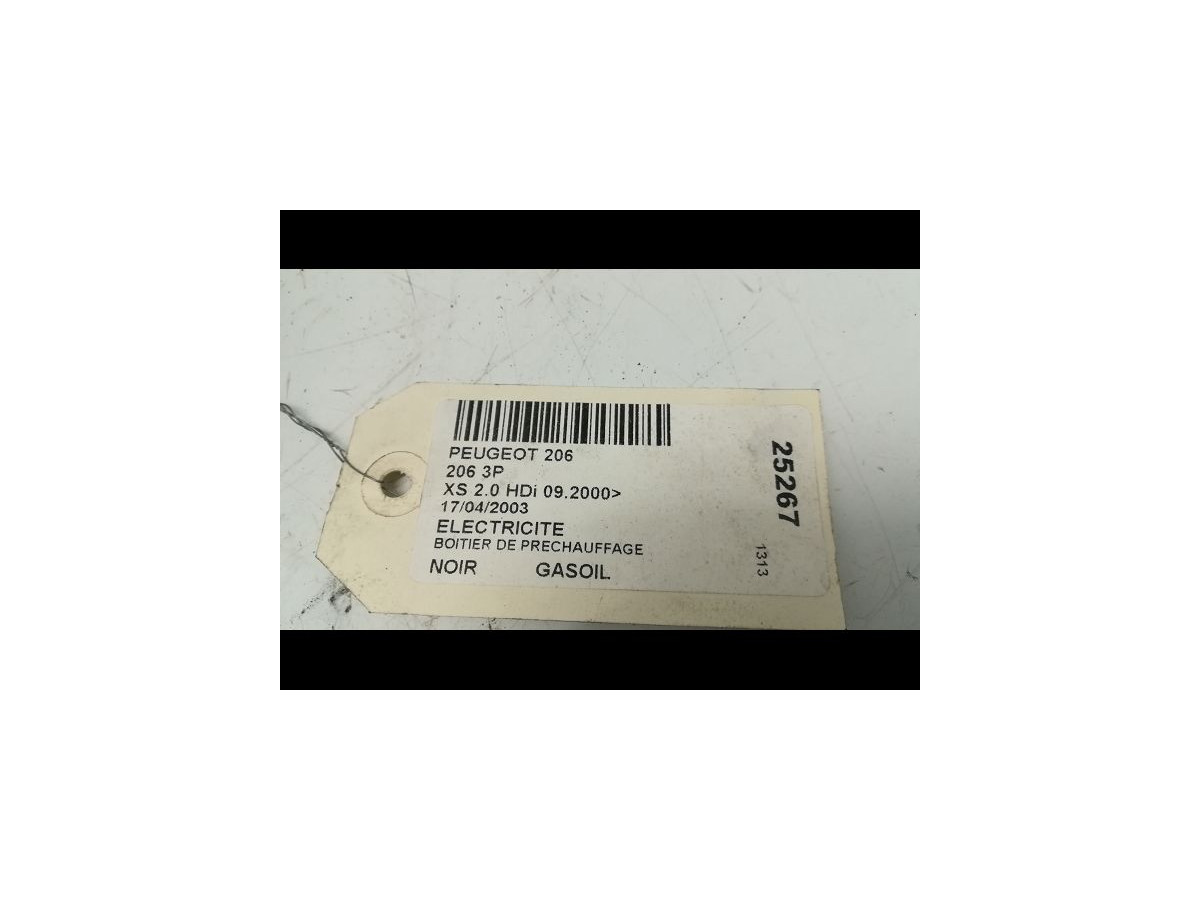 PEUGEOT 206
206 3P
XS 2.0 HDi 09.2000>
17/04/2003
ELECTRICITE
BOITIER DE PRECHAUFFAGE
NOIR GASOIL
25267
1313